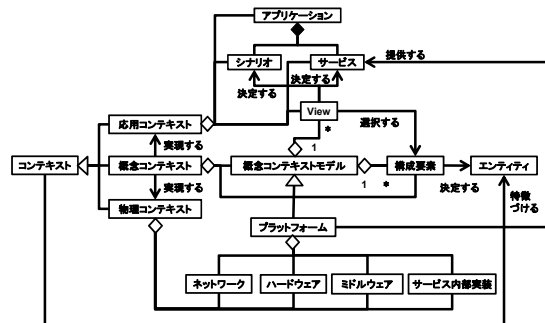 アプリケーション
シナリオ
サービス
提供する
決定する
決定する
View
選択する
応用コンテキスト
*
実現する
1
コンテキスト
概念コンテキスト
概念コンテキストモデル
構成要素
エンティティ
1
*
決定する
実現する
特徴
づける
物理コンテキスト
プラットフォーム
ネットワーク
ハードウェア
ミドルウェア
サービス内部実装